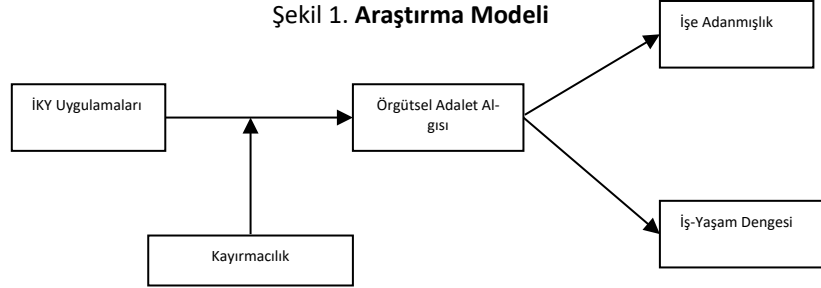 Şekil 1. Araştırma Modeli
İşe Adanmışlık
İKY Uygulamaları
Örgütsel Adalet Al-
gısı
İş-Yaşam Dengesi
Kayırmacılık